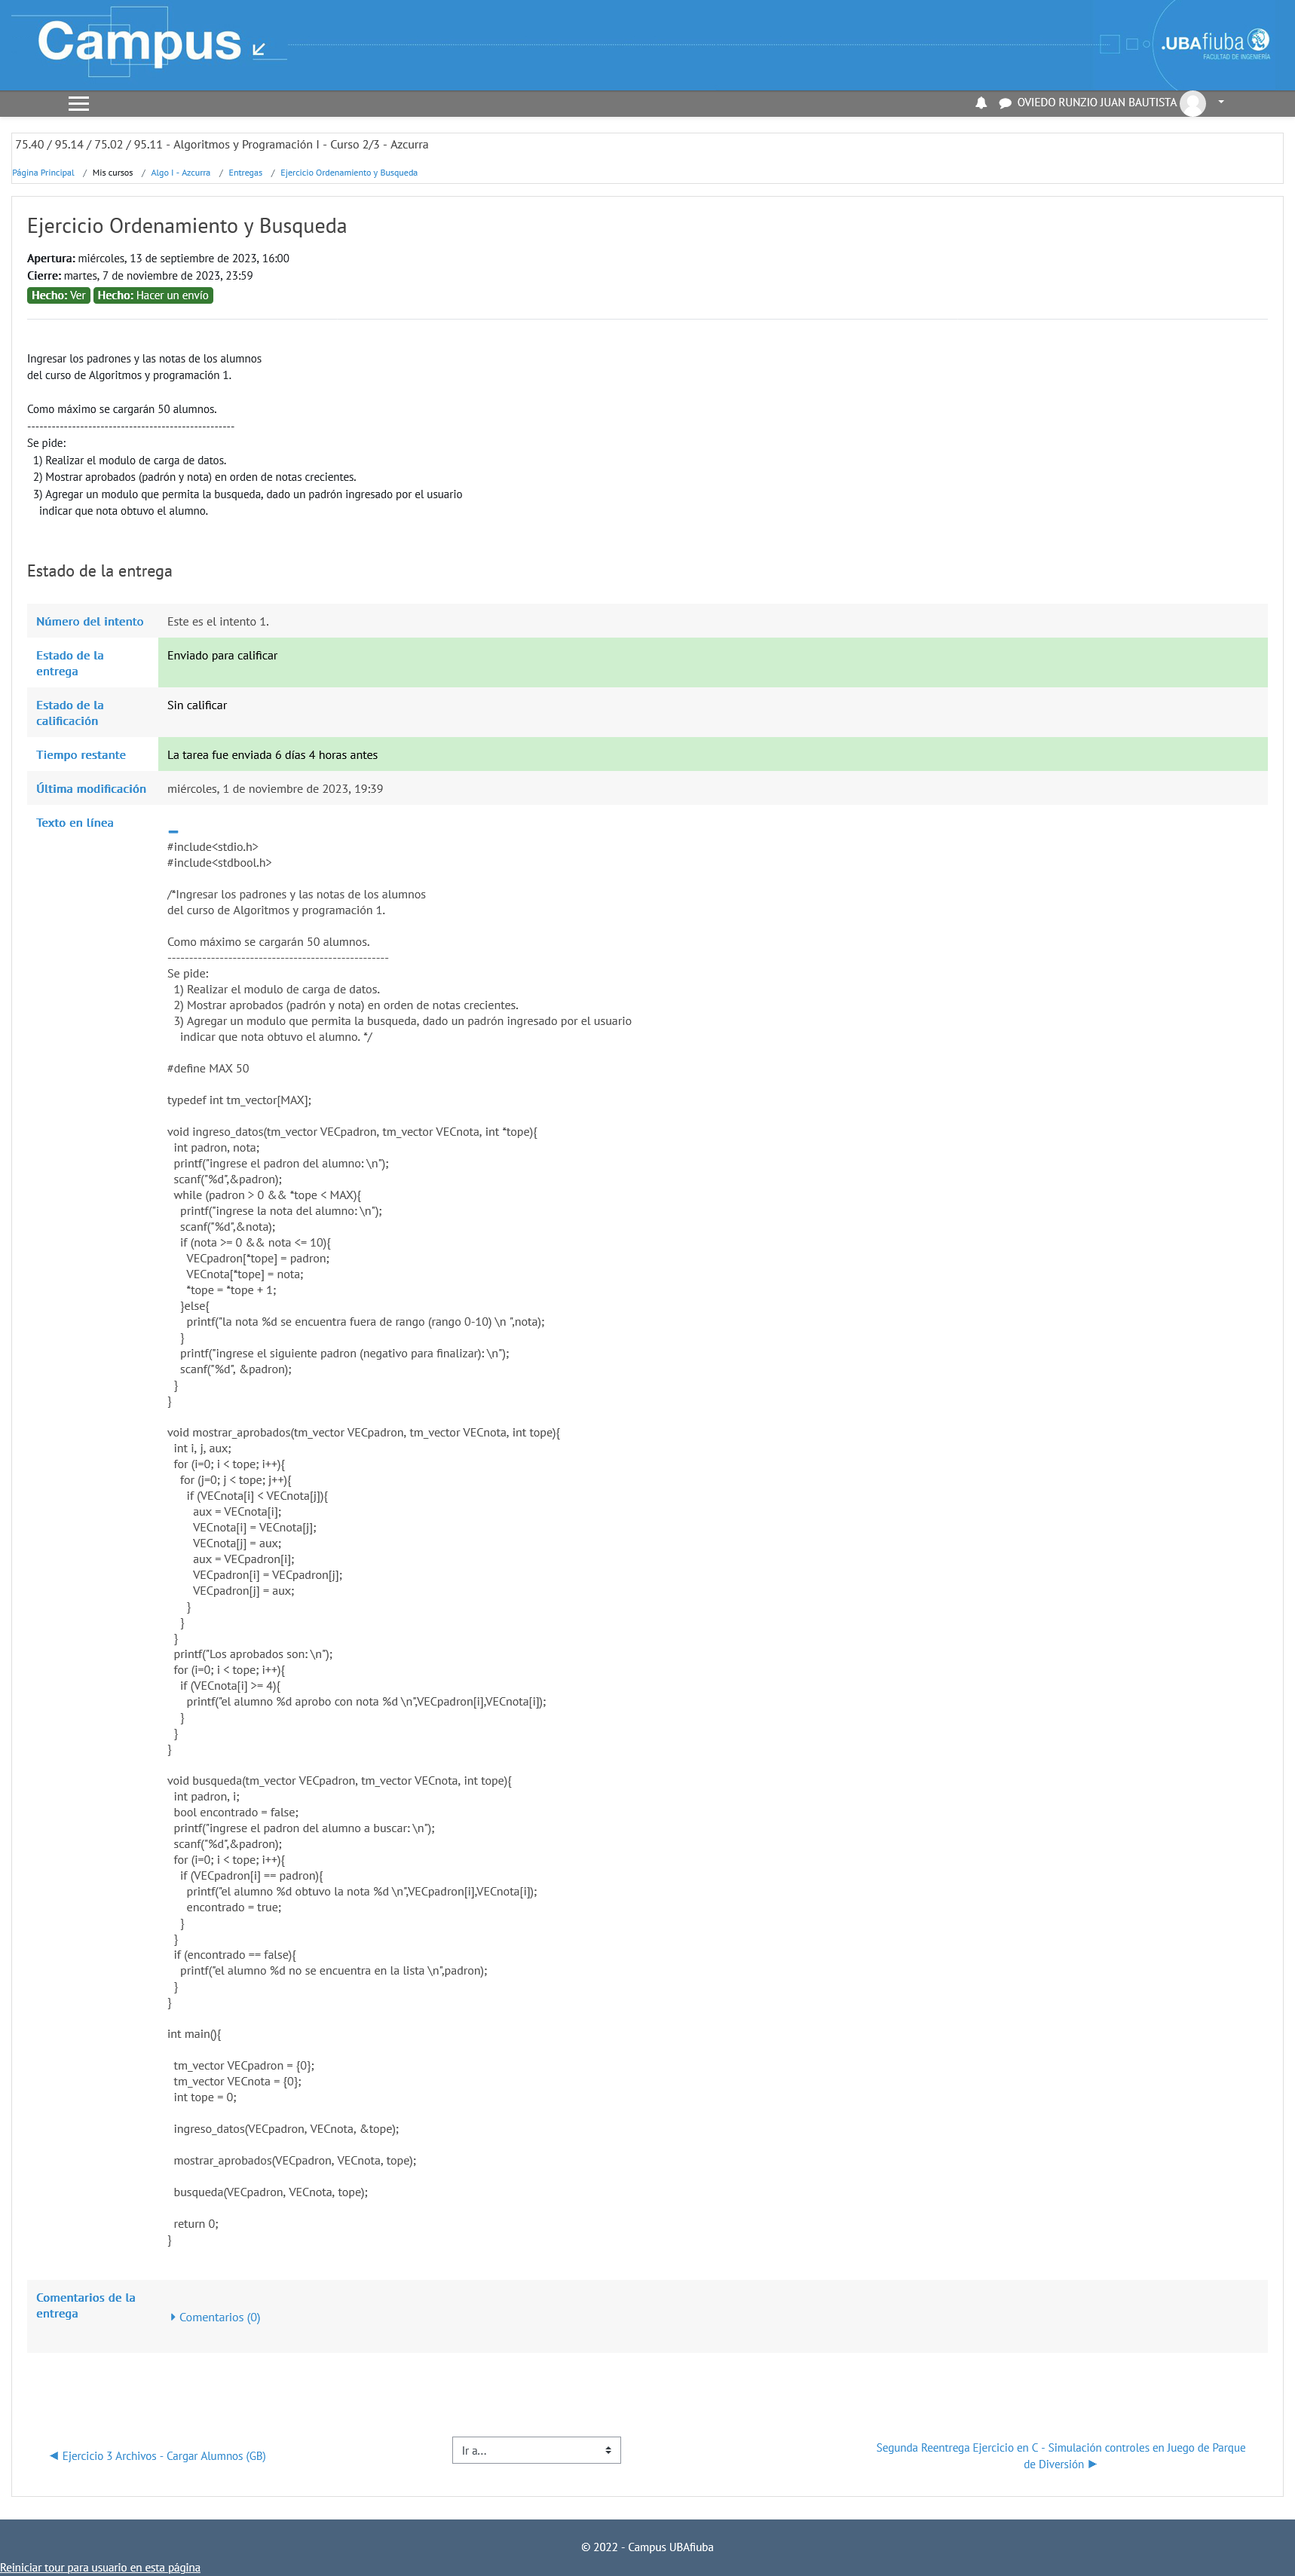 Campus
.UBAfiuba
FACULTAD DE INGENIERÍA
OVIEDO RUNZIO JUAN BAUTISTA
75.40 / 95.14 / 75.02 / 95.11 - Algoritmos y Programación I - Curso 2/3 - Azcurra
Página Principal / Mis cursos / Algo I - Azcurra / Entregas / Ejercicio Ordenamiento y Busqueda
Ejercicio Ordenamiento y Busqueda
Apertura: miércoles, 13 de septiembre de 2023, 16:00
Cierre: martes, 7 de noviembre de 2023, 23:59
Hecho: Ver Hecho: Hacer un envío
Ingresar los padrones y las notas de los alumnos
del curso de Algoritmos y programación 1.
Como máximo se cargarán 50 alumnos.
---------------------------------------------------
Se pide:
1) Realizar el modulo de carga de datos.
2) Mostrar aprobados (padrón y nota) en orden de notas crecientes.
3) Agregar un modulo que permita la busqueda, dado un padrón ingresado por el usuario
indicar que nota obtuvo el alumno.
Estado de la entrega
Número del intento Este es el intento 1.
Estado de la Enviado para calificar
entrega
Estado de la Sin calificar
calificación
Tiempo restante La tarea fue enviada 6 días 4 horas antes
Última modificación miércoles, 1 de noviembre de 2023, 19:39
Texto en línea
#include<stdio.h>
#include<stdbool.h>
/*Ingresar los padrones y las notas de los alumnos
del curso de Algoritmos y programación 1.
Como máximo se cargarán 50 alumnos.
---------------------------------------------------
Se pide:
1) Realizar el modulo de carga de datos.
2) Mostrar aprobados (padrón y nota) en orden de notas crecientes.
3) Agregar un modulo que permita la busqueda, dado un padrón ingresado por el usuario
indicar que nota obtuvo el alumno. */
#define MAX 50
typedef int tm_vector[MAX];
void ingreso_datos(tm_vector VECpadron, tm_vector VECnota, int *tope){
int padron, nota;
printf("ingrese el padron del alumno: \n");
scanf("%d",&padron);
while (padron > 0 && *tope < MAX){
printf("ingrese la nota del alumno: \n");
scanf("%d",&nota);
if (nota >= 0 && nota <= 10){
VECpadron[*tope] = padron;
VECnota[*tope] = nota;
*tope = *tope + 1;
}else{
printf("la nota %d se encuentra fuera de rango (rango 0-10) \n ",nota);
}
printf("ingrese el siguiente padron (negativo para finalizar): \n");
scanf("%d", &padron);
}
}
void mostrar_aprobados(tm_vector VECpadron, tm_vector VECnota, int tope){
int i, j, aux;
for (i=0; i < tope; i++){
for (j=0; j < tope; j++){
if (VECnota[i] < VECnota[j]){
aux = VECnota[i];
VECnota[i] = VECnota[j];
VECnota[j] = aux;
aux = VECpadron[i];
VECpadron[i] = VECpadron[j];
VECpadron[j] = aux;
}
}
}
printf("Los aprobados son: \n");
for (i=0; i < tope; i++){
if (VECnota[i] >= 4){
printf("el alumno %d aprobo con nota %d \n",VECpadron[i],VECnota[i]);
}
}
}
void busqueda(tm_vector VECpadron, tm_vector VECnota, int tope){
int padron, i;
bool encontrado = false;
printf("ingrese el padron del alumno a buscar: \n");
scanf("%d",&padron);
for (i=0; i < tope; i++){
if (VECpadron[i] == padron){
printf("el alumno %d obtuvo la nota %d \n",VECpadron[i],VECnota[i]);
encontrado = true;
}
}
if (encontrado == false){
printf("el alumno %d no se encuentra en la lista \n",padron);
}
}
int main(){
tm_vector VECpadron = {0};
tm_vector VECnota = {0};
int tope = 0;
ingreso_datos(VECpadron, VECnota, &tope);
mostrar_aprobados(VECpadron, VECnota, tope);
busqueda(VECpadron, VECnota, tope);
return 0;
}
Comentarios de la
entrega
Comentarios (0)
◀ Ejercicio 3 Archivos - Cargar Alumnos (GB)
Ir a...
Segunda Reentrega Ejercicio en C - Simulación controles en Juego de Parque
de Diversión ▶
© 2022 - Campus UBAfiuba
Reiniciar tour para usuario en esta página